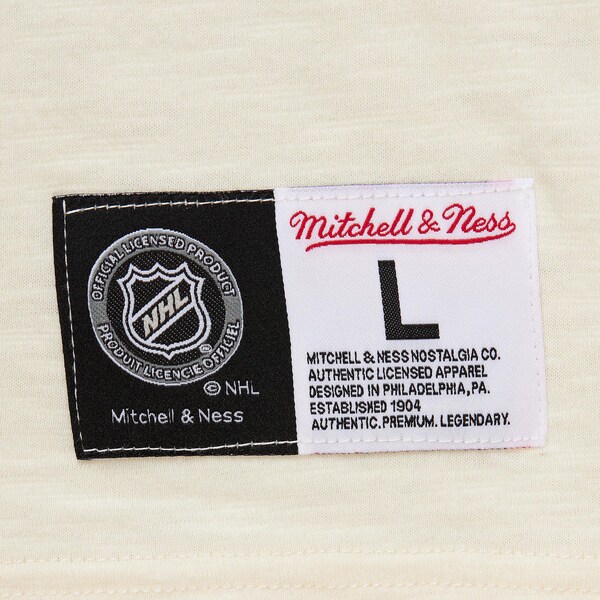 OFFICIAL LICENSED PRODUCT
NHL
PRODUIT LICENCIÉ OFFICIEL
© NHL
Mitchell & Ness
Mitchell & Ness
L
MITCHELL & NESS NOSTALGIA CO.
AUTHENTIC LICENSED APPAREL
DESIGNED IN PHILADELPHIA, PA.
ESTABLISHED 1904
AUTHENTIC. PREMIUM. LEGENDARY.